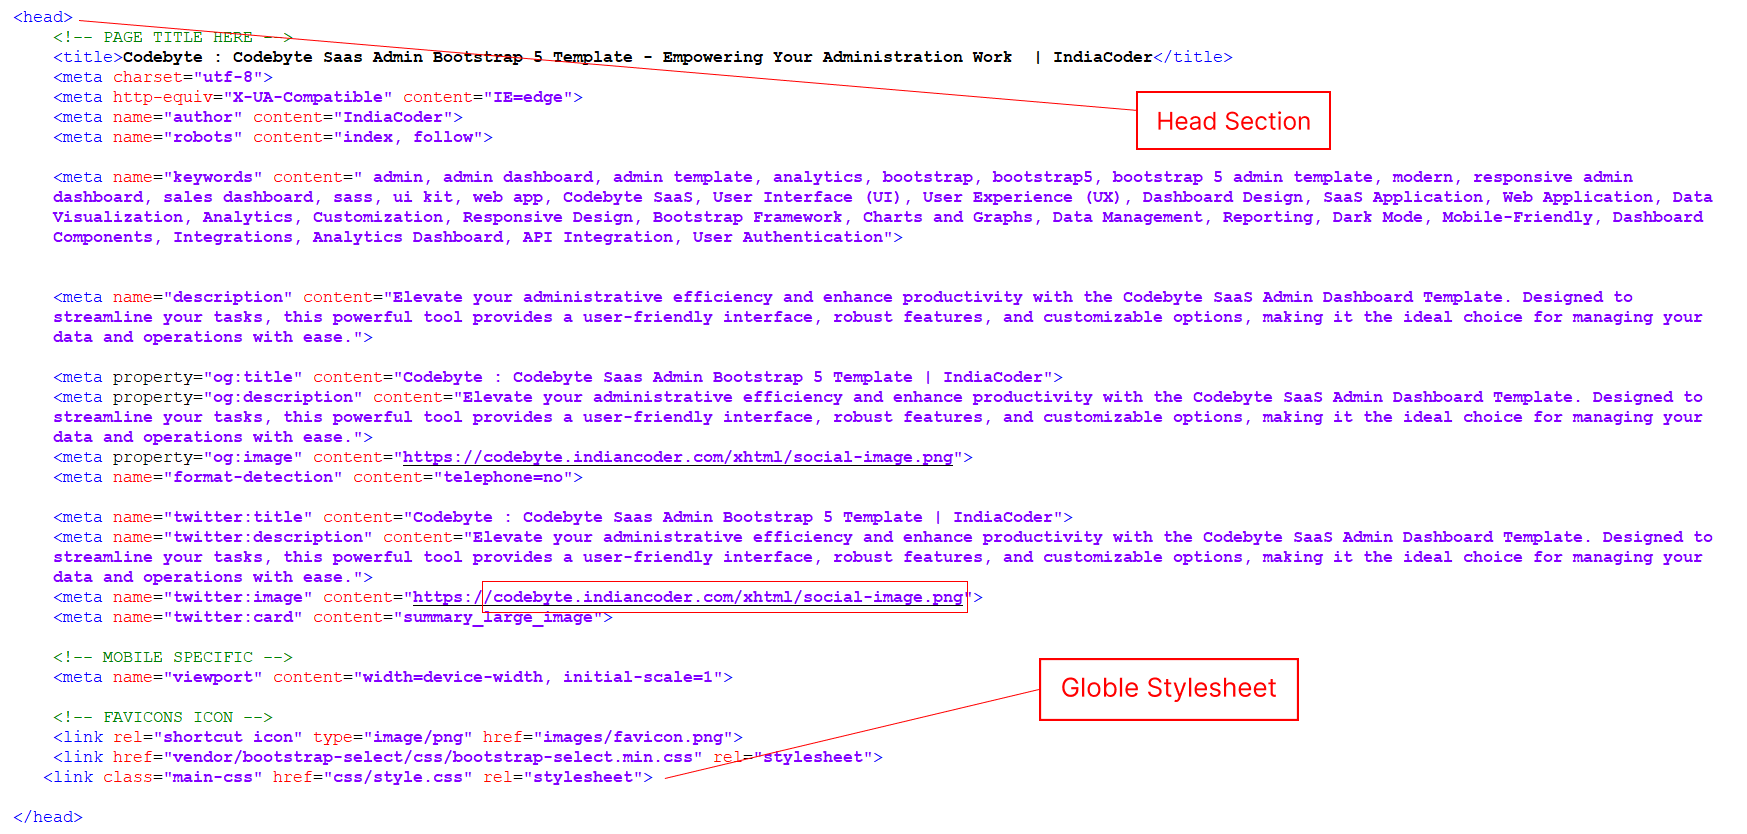 <head>
<!-- PAGE TITLE HERE -->
<title>Codebyte : Codebyte Saas Admin Bootstrap 5 Template - Empowering Your Administration Work  | IndiaCoder</title>
<meta charset="utf-8">
<meta http-equiv="X-UA-Compatible" content="IE=edge">
<meta name="author" content="IndiaCoder">
Head Section
<meta name="robots" content="index, follow">
<meta name="keywords" content=" admin, admin dashboard, admin template, analytics, bootstrap, bootstrap5, bootstrap 5 admin template, modern, responsive admin
dashboard, sales dashboard, sass, ui kit, web app, Codebyte SaaS, User Interface (UI), User Experience (UX), Dashboard Design, SaaS Application, Web Application, Data
Visualization, Analytics, Customization, Responsive Design, Bootstrap Framework, Charts and Graphs, Data Management, Reporting, Dark Mode, Mobile-Friendly, Dashboard
Components, Integrations, Analytics Dashboard, API Integration, User Authentication">
<meta name="description" content="Elevate your administrative efficiency and enhance productivity with the Codebyte SaaS Admin Dashboard Template. Designed to
streamline your tasks, this powerful tool provides a user-friendly interface, robust features, and customizable options, making it the ideal choice for managing your
data and operations with ease.">
<meta property="og:title" content="Codebyte : Codebyte Saas Admin Bootstrap 5 Template | IndiaCoder">
<meta property="og:description" content="Elevate your administrative efficiency and enhance productivity with the Codebyte SaaS Admin Dashboard Template. Designed to
streamline your tasks, this powerful tool provides a user-friendly interface, robust features, and customizable options, making it the ideal choice for managing your
data and operations with ease.">
<meta property="og:image" content="https://codebyte.indiancoder.com/xhtml/social-image.png">
<meta name="format-detection" content="telephone=no">
<meta name="twitter:title" content="Codebyte : Codebyte Saas Admin Bootstrap 5 Template | IndiaCoder">
<meta name="twitter:description" content="Elevate your administrative efficiency and enhance productivity with the Codebyte SaaS Admin Dashboard Template. Designed to
streamline your tasks, this powerful tool provides a user-friendly interface, robust features, and customizable options, making it the ideal choice for managing your
data and operations with ease.">
<meta name="twitter:image" content="https://codebyte.indiancoder.com/xhtml/social-image.png">
<meta name="twitter:card" content="summary_large_image">
<!-- MOBILE SPECIFIC -->
<meta name="viewport" content="width=device-width, initial-scale=1">
Globle Stylesheet
<!-- FAVICONS ICON -->
<link rel="shortcut icon" type="image/png" href="images/favicon.png">
<link href="vendor/bootstrap-select/css/bootstrap-select.min.css" rel="stylesheet">
<link class="main-css" href="css/style.css" rel="stylesheet">
</head>